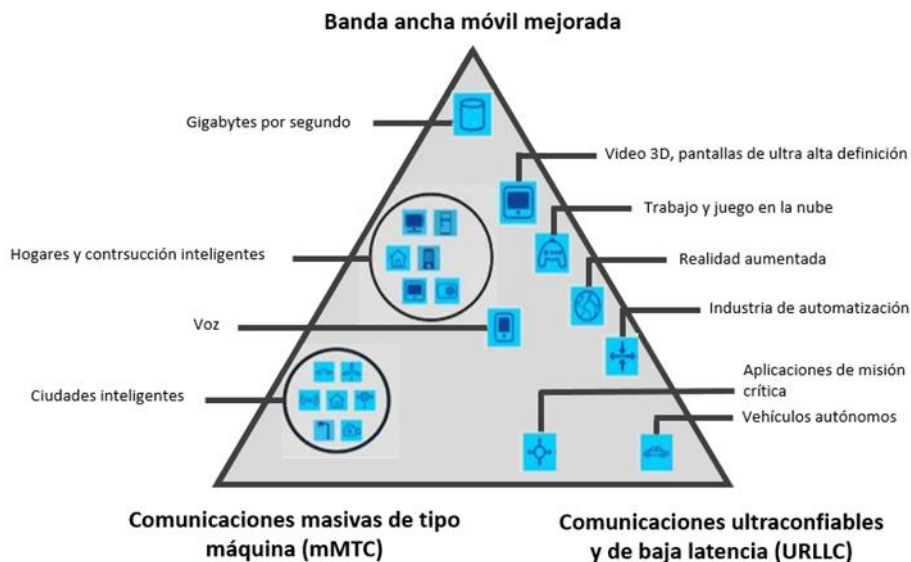 Banda ancha móvil mejorada
Gigabytes por segundo
Video 3D, pantallas de ultra alta definición
Trabajo y juego en la nube
Hogares y contrsucción inteligentes
Realidad aumentada
Industria de automatización
Voz
Aplicaciones de misión
crítica
Ciudades inteligentes
Vehículos autónomos
Comunicaciones masivas de tipo
máquina (mMTC)
Comunicaciones ultraconfiables
y de baja latencia (URLLC)